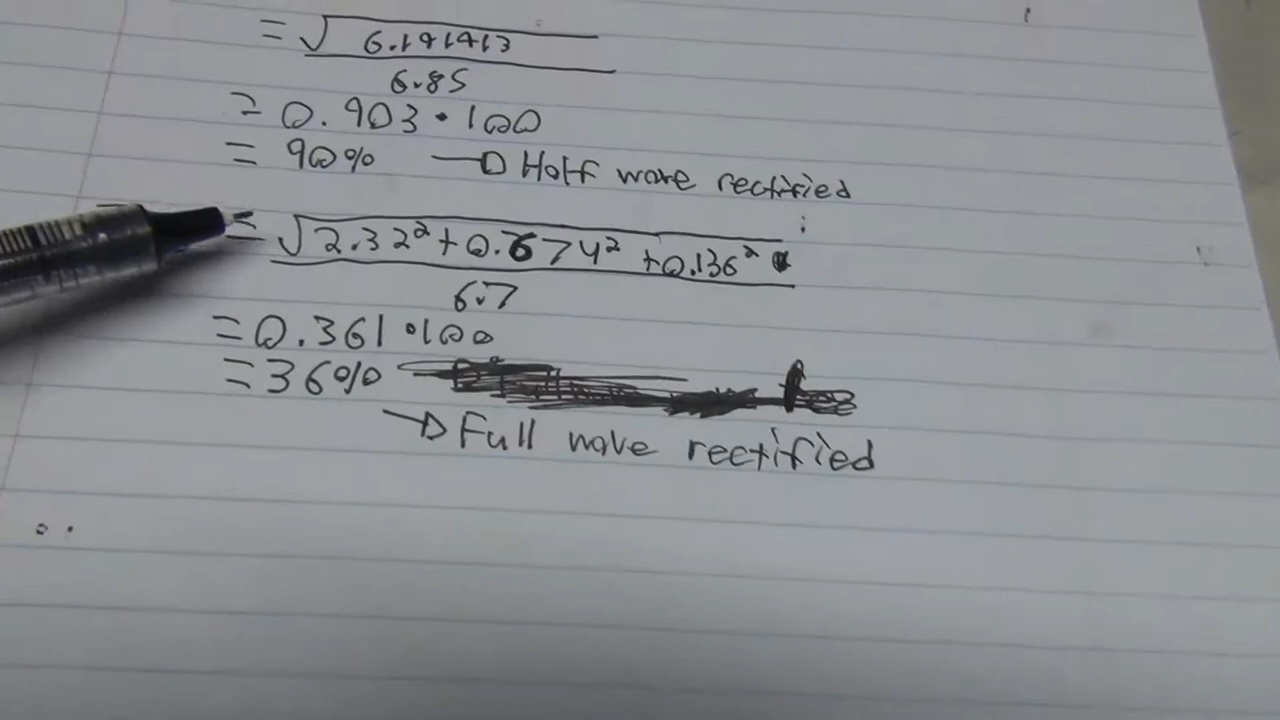 = √6.191913
6.85
= 0.903 • 100
= 90% → Half wave rectified
= √2.32² + 0.674² + 0.136²
6.7
= 0.361 • 100
= 36%
→ Full wave rectified